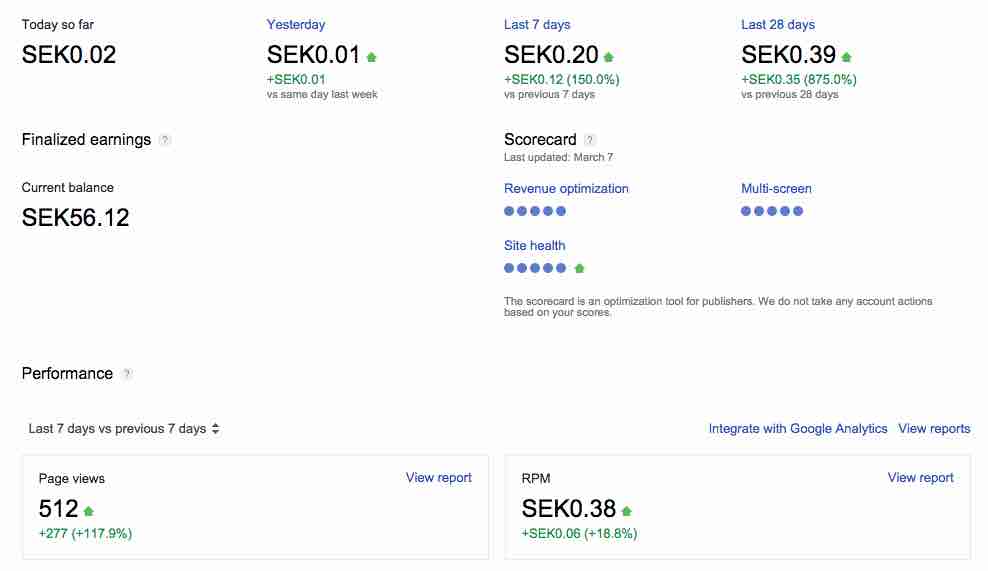 Today so far
Yesterday
Last 7 days
Last 28 days
SEK0.02
SEK0.01
SEK0.20
SEK0.39
+SEK0.01
+SEK0.12 (150.0%)
+SEK0.35 (875.0%)
vs same day last week
vs previous 7 days
vs previous 28 days
Finalized earnings ?
Scorecard ?
Last updated: March 7
Current balance
SEK56.12
Revenue optimization
Multi-screen
Site health
The scorecard is an optimization tool for publishers. We do not take any account actions
based on your scores.
Performance ?
Last 7 days vs previous 7 days
Integrate with Google Analytics
View reports
Page views
View report
512
+277 (+117.9%)
RPM
View report
SEK0.38
+SEK0.06 (+18.8%)